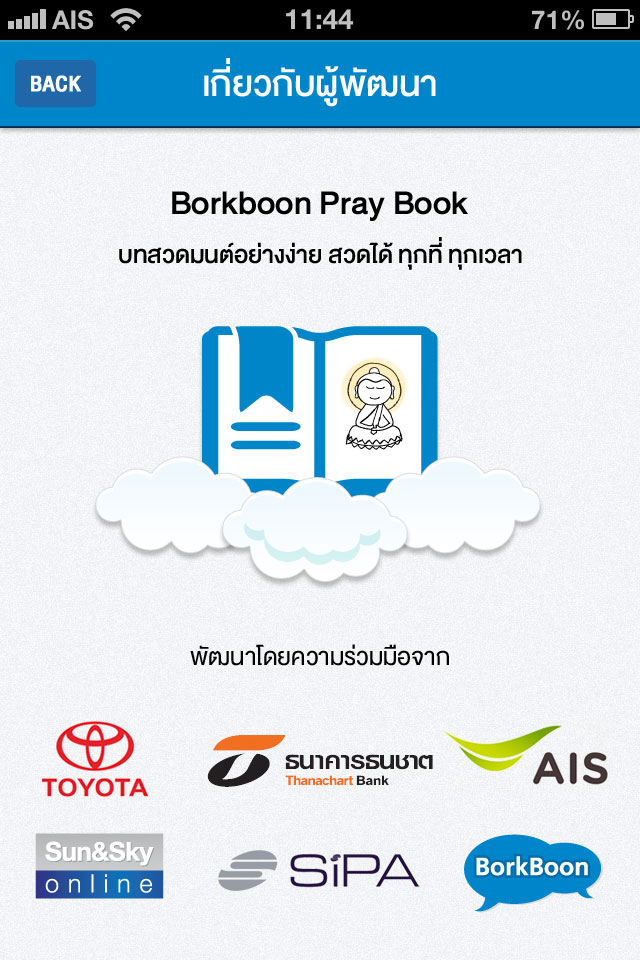 AIS 11:44 71%
BACK เกี่ยวกับผู้พัฒนา
Borkboon Pray Book
บทสวดมนต์อย่างง่าย สวดได้ ทุกที่ ทุกเวลา
พัฒนาโดยความร่วมมือจาก
TOYOTA
ธนาคารธนชาต
Thanachart Bank
AIS
Sun&Sky
online
SiPA
BorkBoon